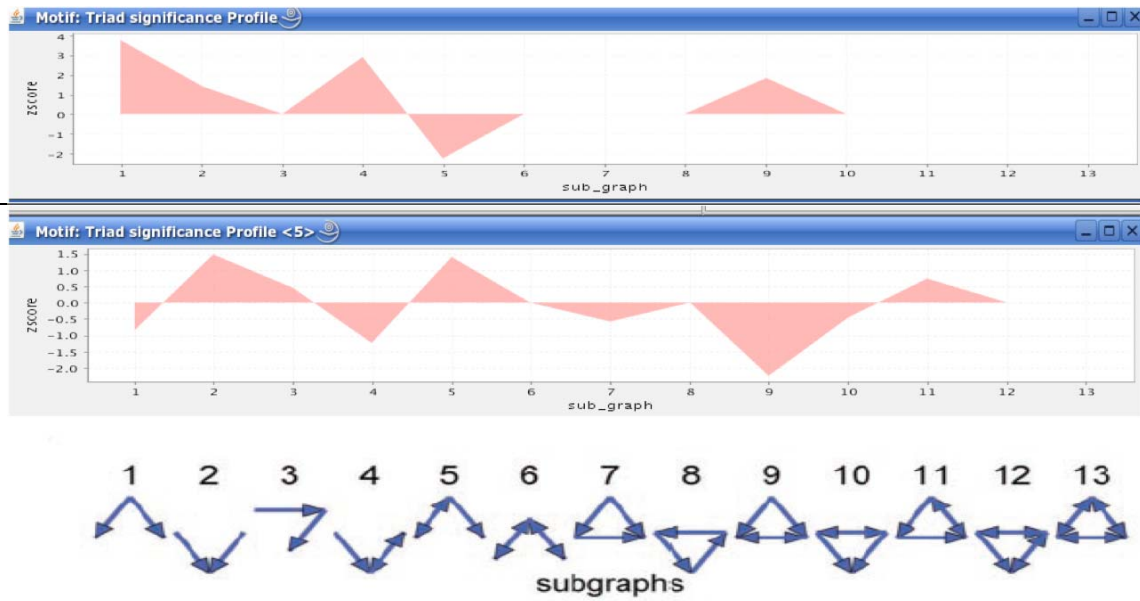 Motif: Triad significance Profile
4
3
2
1
0
-1
-2
zscore
1 2 3 4 5 6 7 8 9 10 11 12 13
sub_graph
Motif: Triad significance Profile <5>
1.5
1.0
0.5
0.0
-0.5
-1.0
-1.5
-2.0
zscore
1 2 3 4 5 6 7 8 9 10 11 12 13
sub_graph
1 2 3 4 5 6 7 8 9 10 11 12 13
subgraphs